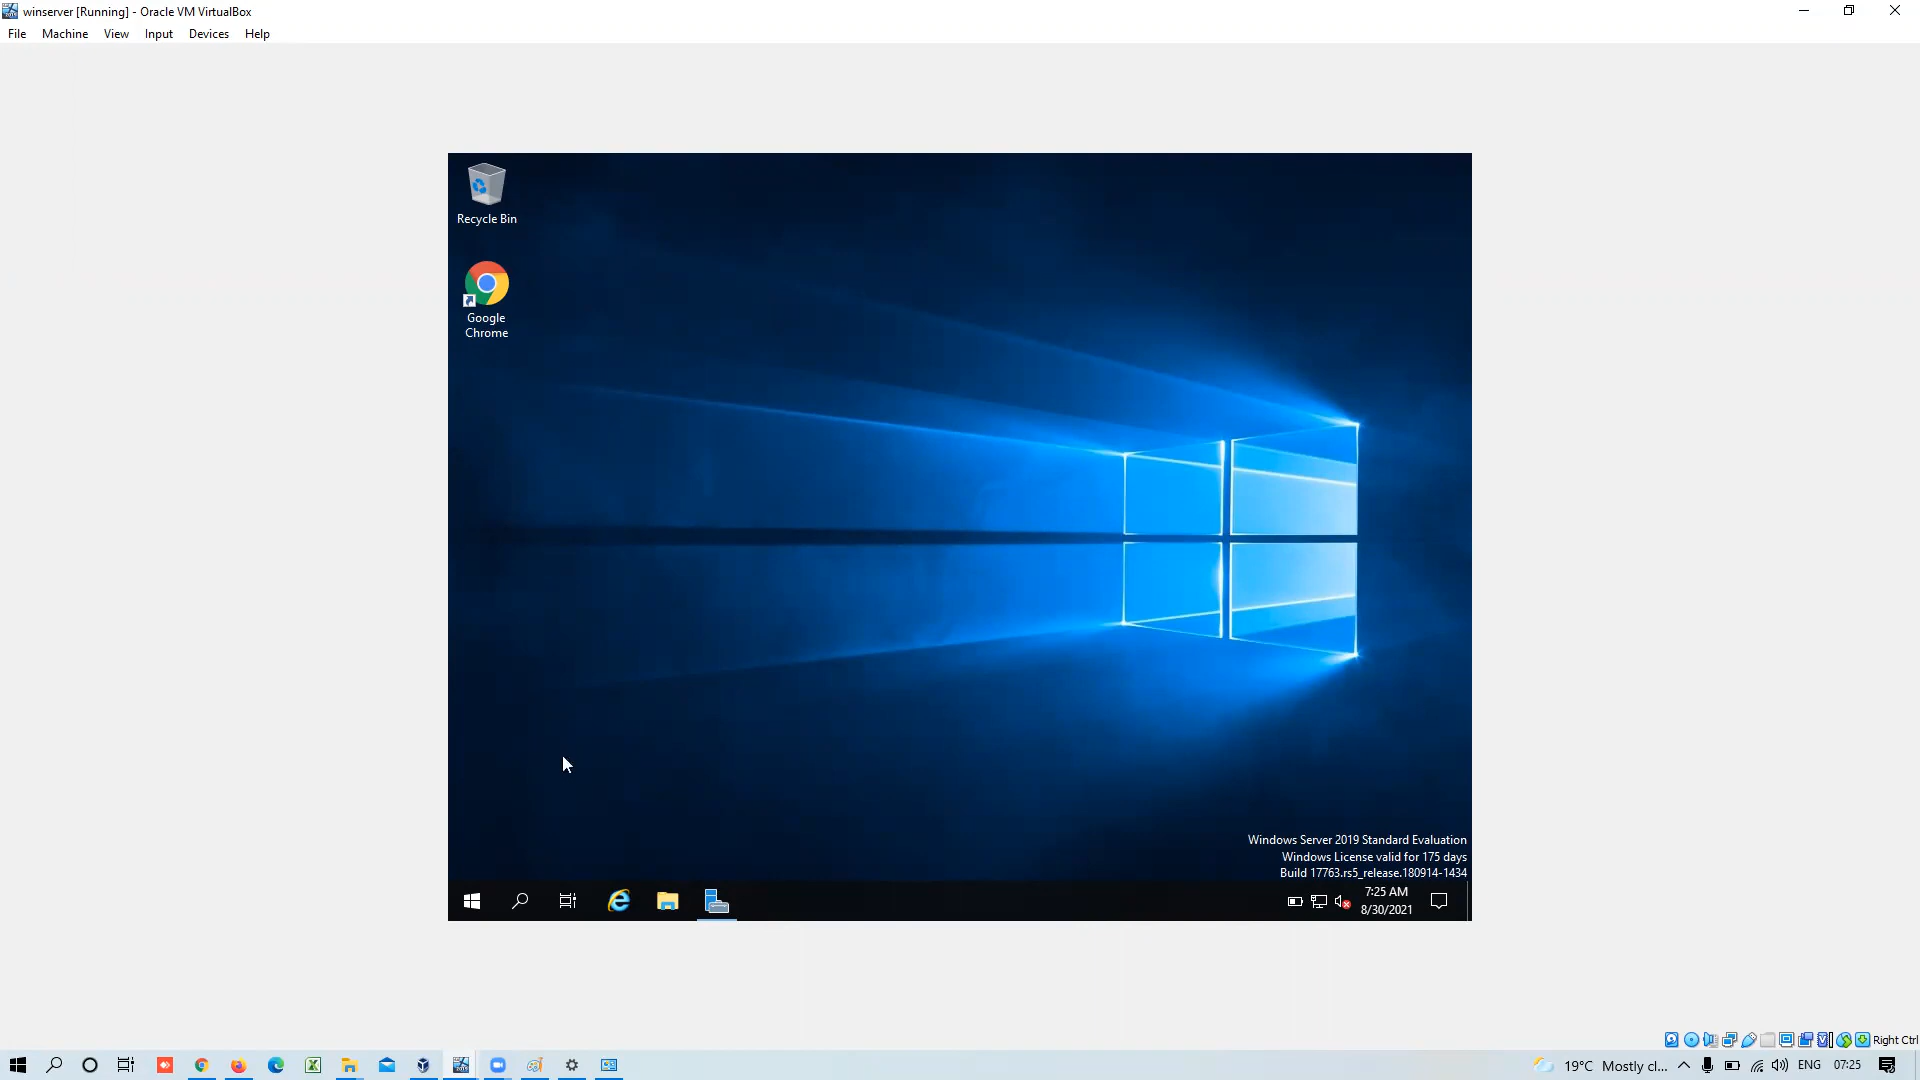 winserver [Running] - Oracle VM VirtualBox
File Machine View Input Devices Help
Recycle Bin
Google
Chrome
Windows Server 2019 Standard Evaluation
Windows License valid for 175 days
Build 17763.rs5_release.180914-1434
7:25 AM
8/30/2021
Right Ctrl
19°C Mostly cl... ENG 07:25